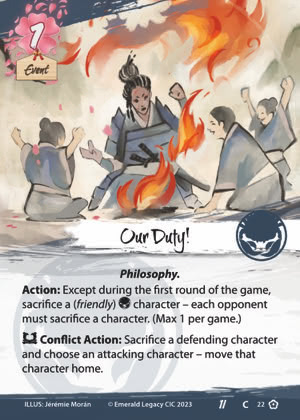 1
Event
Our Duty!
Philosophy.
Action: Except during the first round of the game,
sacrifice a (friendly) character – each opponent
must sacrifice a character. (Max 1 per game.)
Conflict Action: Sacrifice a defending character
and choose an attacking character – move that
character home.
ILLUS: Jérémie Morán © Emerald Legacy CIC 2023 C 22